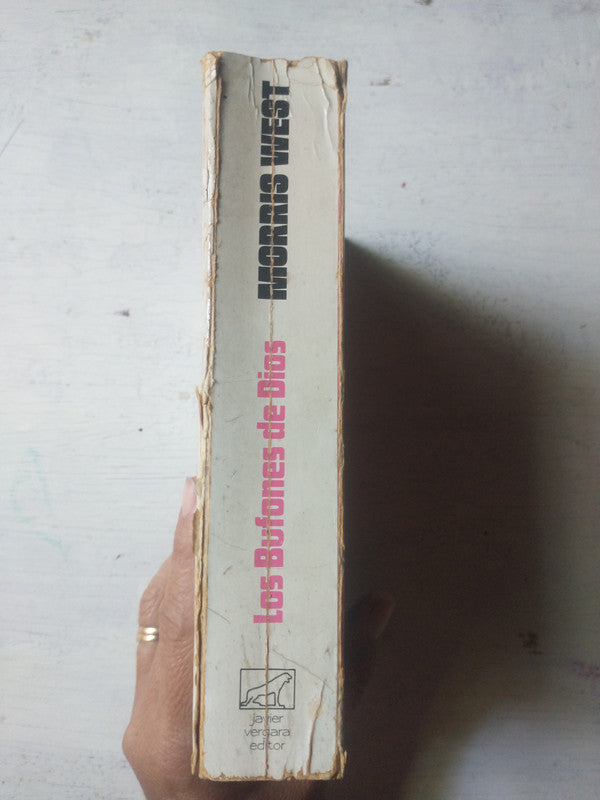 MORRIS WEST
Los Bufones de Dios
javier
vergara
editor